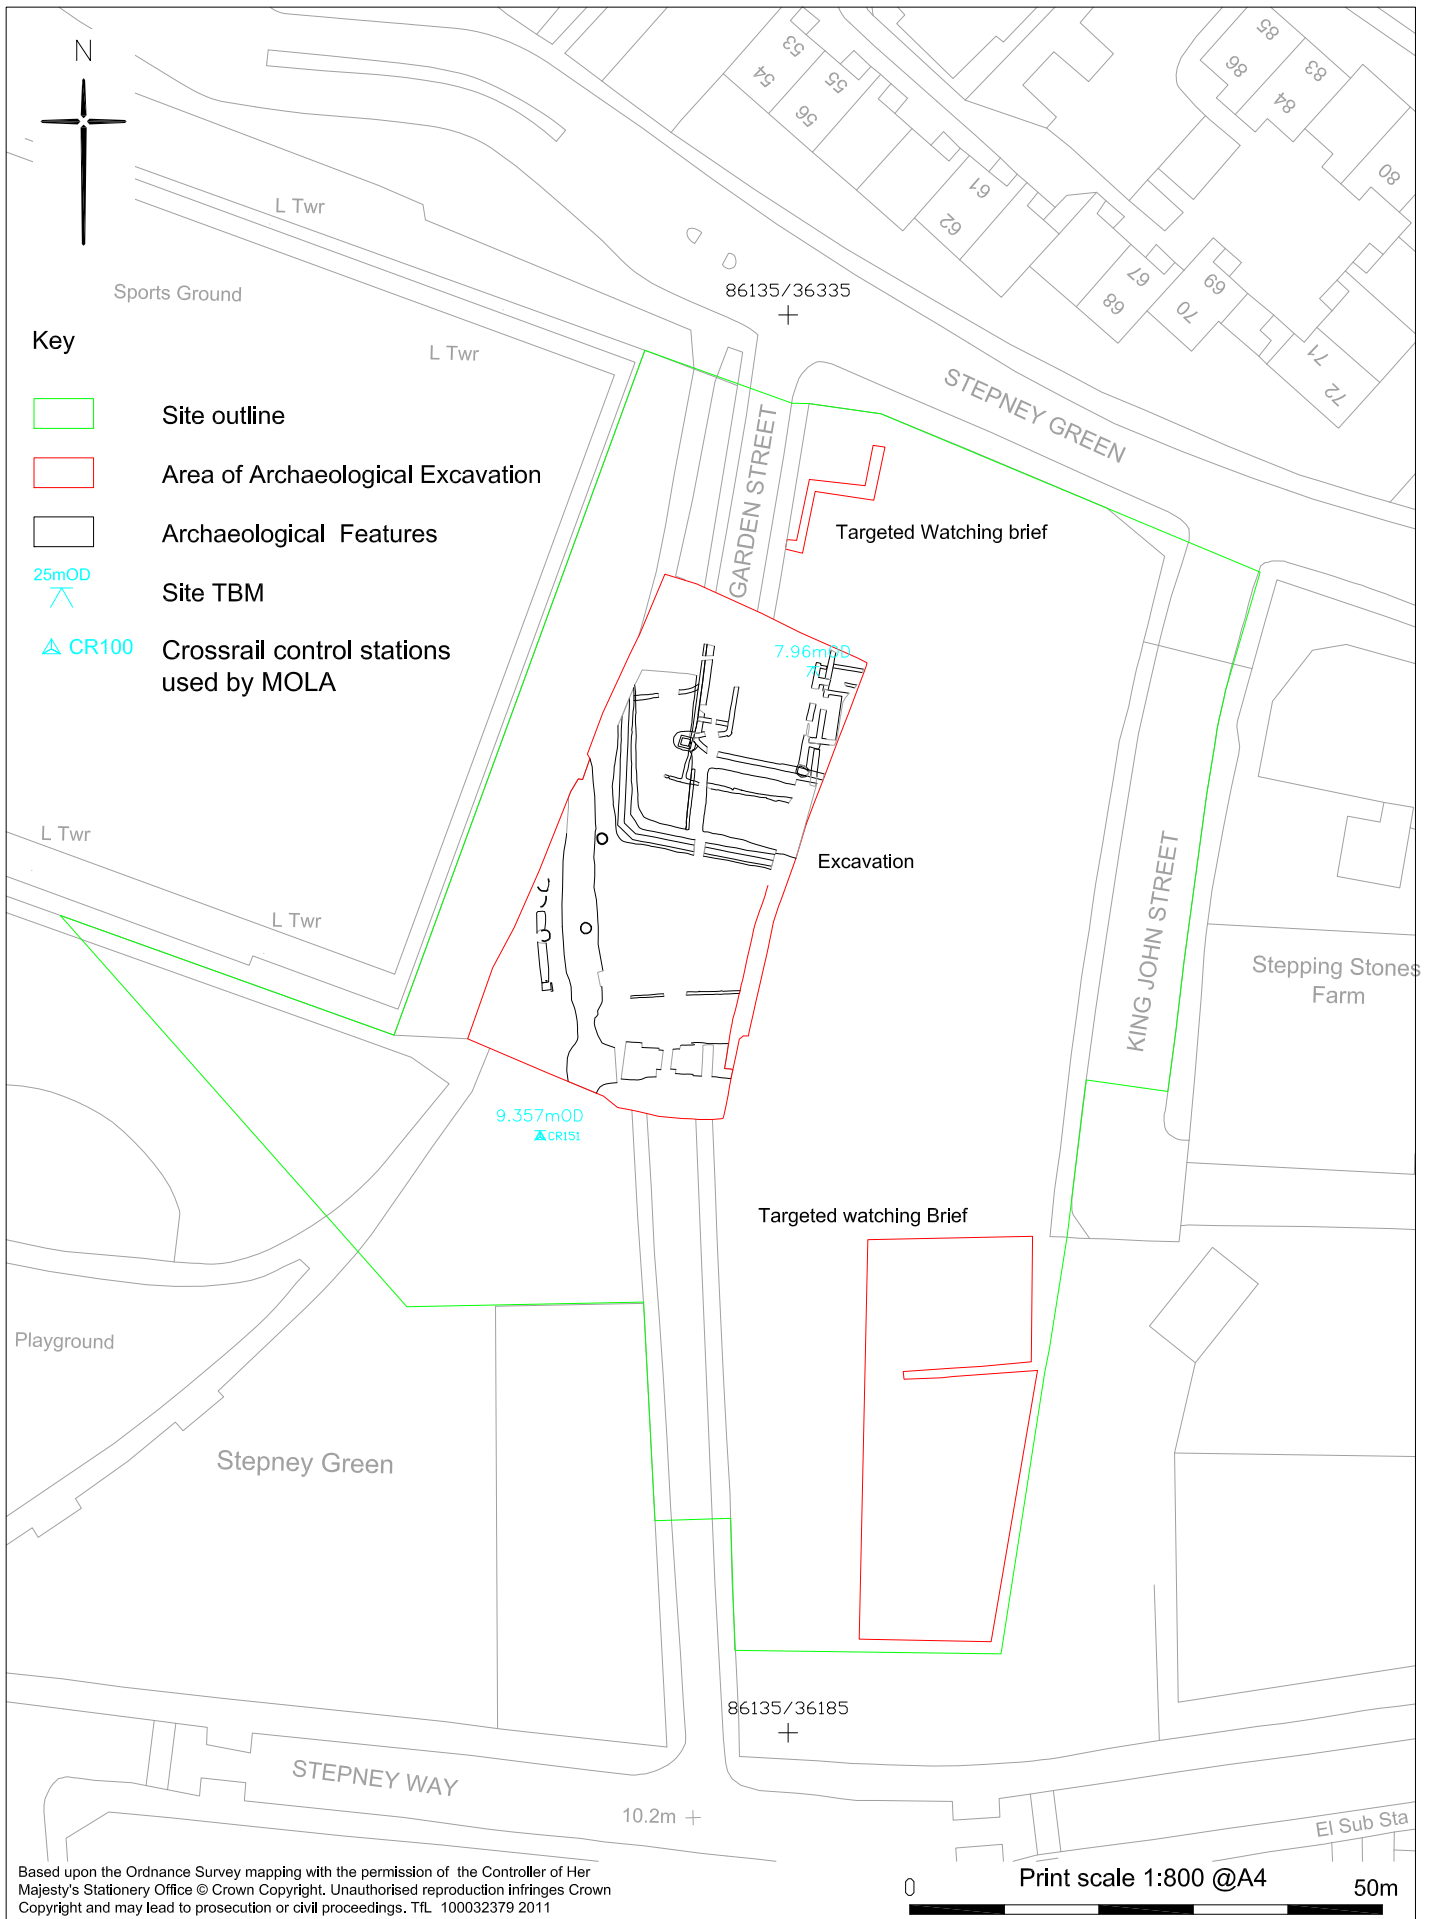 N
53
54
55
56
61
62
67
68
69
70
71
72
85
86
83
84
80
L Twr
Sports Ground
86135/36335
Key
L Twr
Site outline
Area of Archaeological Excavation
Archaeological Features
25mOD
Site TBM
CR100
Crossrail control stations
used by MOLA
STEPNEY GREEN
GARDEN STREET
Targeted Watching brief
7.96mOD
L Twr
Excavation
L Twr
KING JOHN STREET
Stepping Stones
Farm
9.357mOD
CR151
Targeted watching Brief
Playground
Stepney Green
86135/36185
STEPNEY WAY
10.2m
El Sub Sta
Based upon the Ordnance Survey mapping with the permission of the Controller of Her
Majesty's Stationery Office © Crown Copyright. Unauthorised reproduction infringes Crown
Copyright and may lead to prosecution or civil proceedings. TfL 100032379 2011
Print scale 1:800 @A4
0
50m